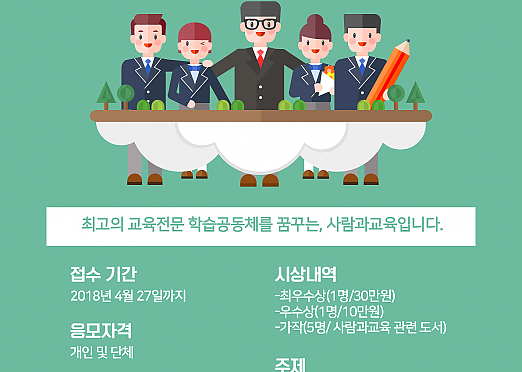 최고의 교육전문 학습공동체를 꿈꾸는, 사람과교육입니다.
접수 기간
2018년 4월 27일까지
응모자격
개인 및 단체
시상내역
-최우수상(1명/30만원)
-우수상(1명/10만원)
-가작(5명/ 사람과교육 관련 도서)
주제